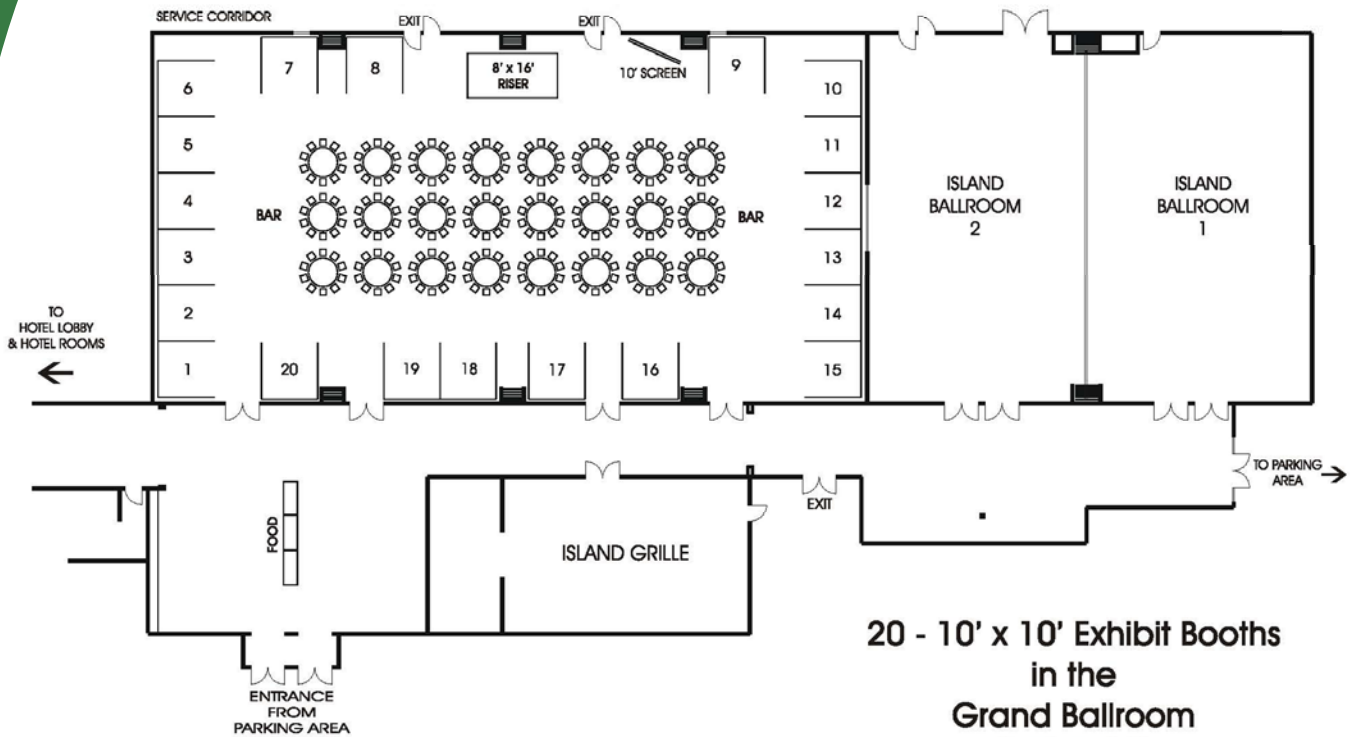 SERVICE CORRIDOR
EXIT
EXIT
7
8
8' x 16'
RISER
10' SCREEN
9
6
5
4
3
2
1
10
11
12
13
14
15
BAR
BAR
ISLAND
BALLROOM
2
ISLAND
BALLROOM
1
TO
HOTEL LOBBY
& HOTEL ROOMS
20
19
18
17
16
TO PARKING
AREA
EXIT
FOOD
ISLAND GRILLE
ENTRANCE
FROM
PARKING AREA
20 - 10' x 10' Exhibit Booths
in the
Grand Ballroom